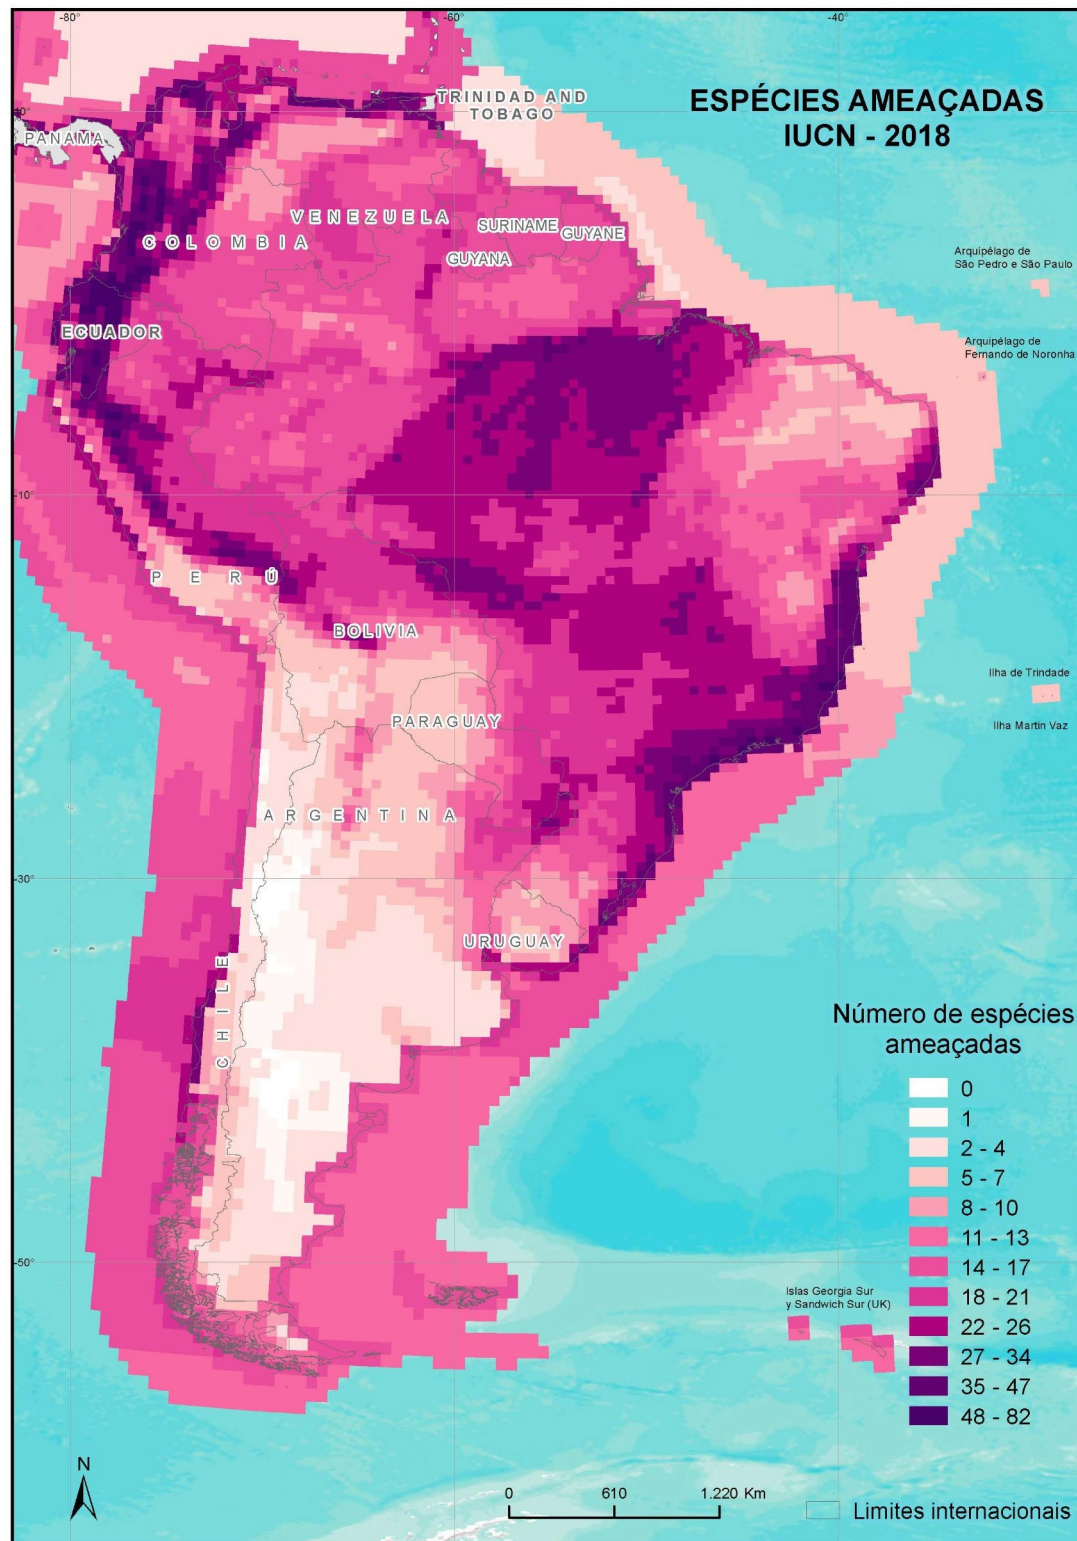 -80°
-60°
-40°
ESPÉCIES AMEAÇADAS
IUCN - 2018
TRINIDAD AND
TOBAGO
10°
PANAMA
VENEZUELA
SURINAME
GUYANE
COLOMBIA
GUYANA
Arquipélago de
São Pedro e São Paulo
ECUADOR
Arquipélago de
Fernando de Noronha
-10°
PERÚ
BOLIVIA
Ilha de Trindade
PARAGUAY
Ilha Martin Vaz
ARGENTINA
-30°
URUGUAY
CHILE
Número de espécies
ameaçadas
0
1
2 - 4
5 - 7
8 - 10
11 - 13
14 - 17
18 - 21
22 - 26
27 - 34
35 - 47
48 - 82
-50°
Islas Georgia Sur
y Sandwich Sur (UK)
N
0 610 1.220 Km
Limites internacionais